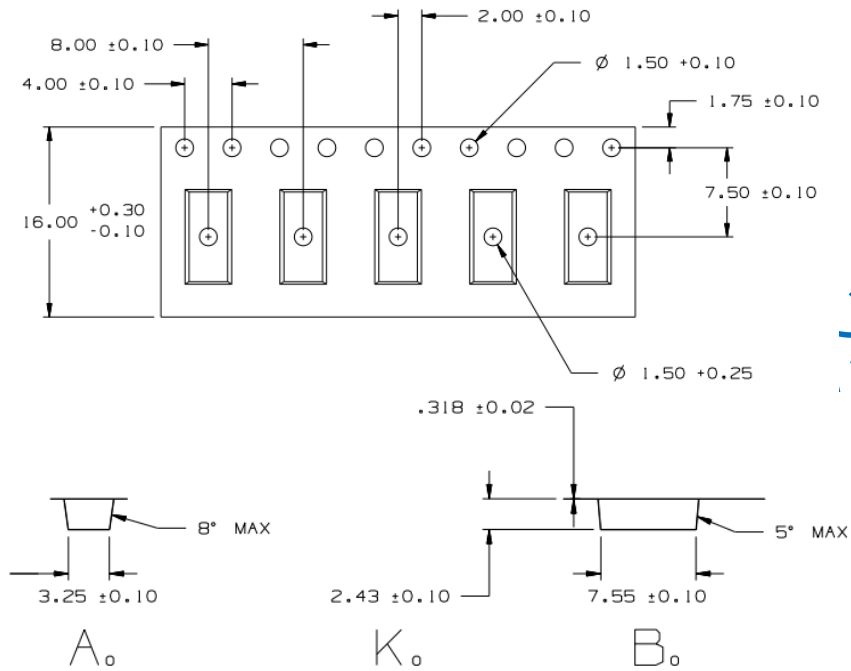 2.00 ±0.10
8.00 ±0.10
Ø 1.50 +0.10
4.00 ±0.10
1.75 ±0.10
7.50 ±0.10
16.00 +0.30 -0.10
Ø 1.50 +0.25
.318 ±0.02
8° MAX
5° MAX
3.25 ±0.10
2.43 ±0.10
7.55 ±0.10
A₀
K₀
B₀